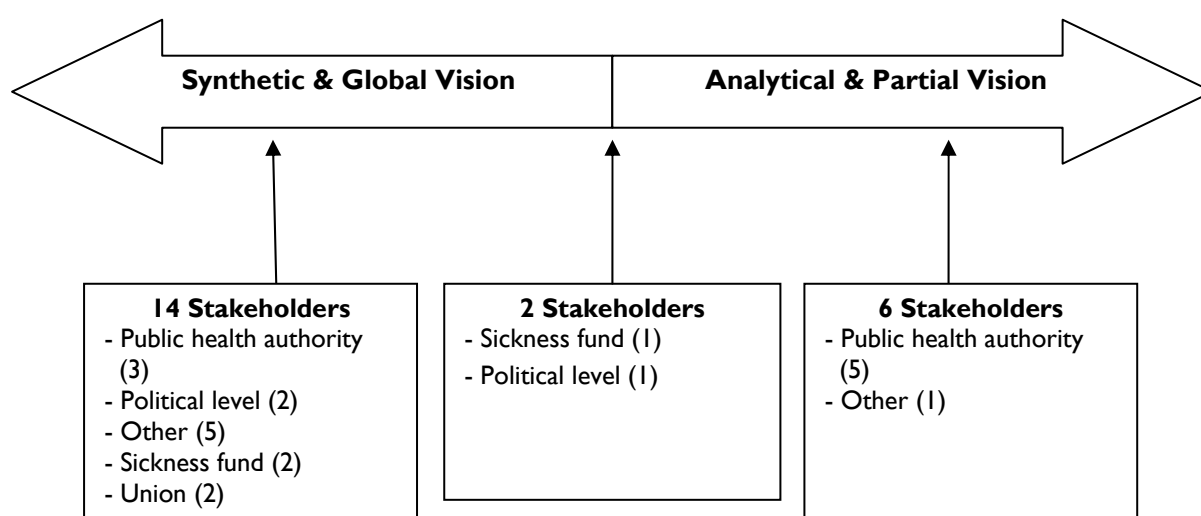 Synthetic & Global Vision
Analytical & Partial Vision
14 Stakeholders
- Public health authority
(3)
- Political level (2)
- Other (5)
- Sickness fund (2)
- Union (2)
2 Stakeholders
- Sickness fund (1)
- Political level (1)
6 Stakeholders
- Public health authority
(5)
- Other (1)